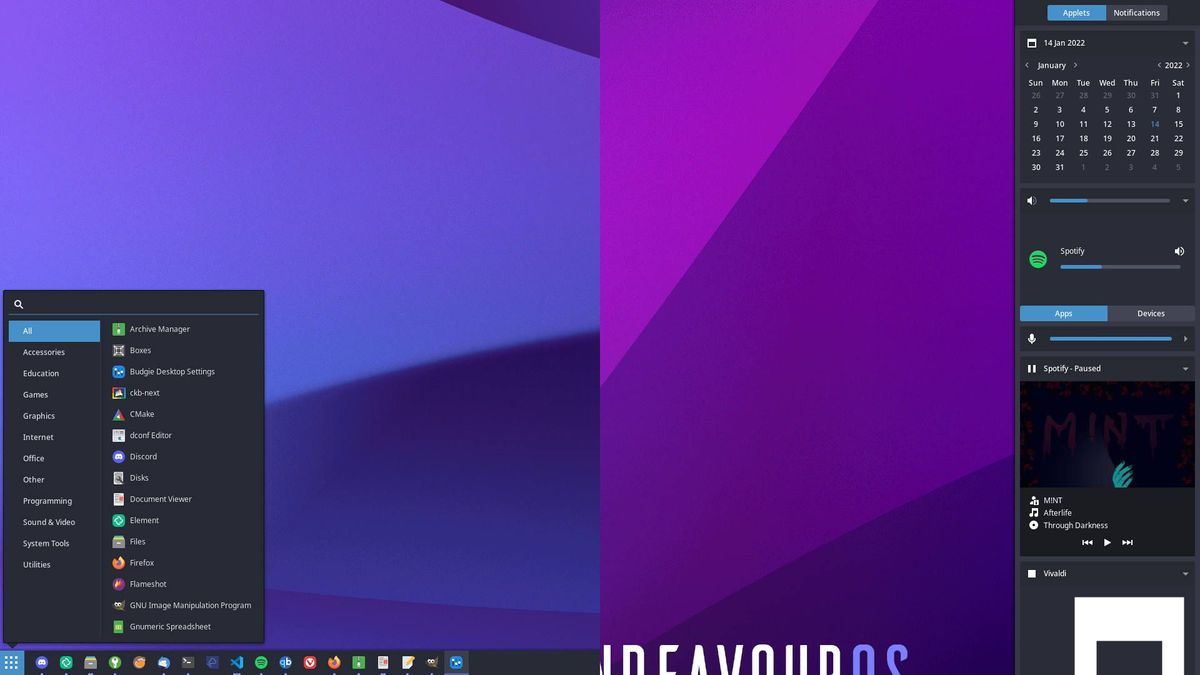 All
Accessories
Education
Games
Graphics
Internet
Office
Other
Programming
Sound & Video
System Tools
Utilities
Archive Manager
Boxes
Budgie Desktop Settings
ckb-next
CMake
dconf Editor
Discord
Disks
Document Viewer
Element
Files
Firefox
Flameshot
GNU Image Manipulation Program
Gnumeric Spreadsheet
NDEAVOUROS
Applets Notifications
14 Jan 2022
January 2022
Sun Mon Tue Wed Thu Fri Sat
26 27 28 29 30 31 1
2 3 4 5 6 7 8
9 10 11 12 13 14 15
16 17 18 19 20 21 22
23 24 25 26 27 28 29
30 31 1 2 3 4 5
Spotify
Apps Devices
Spotify - Paused
M!NT
M!NT
Afterlife
Through Darkness
Vivaldi